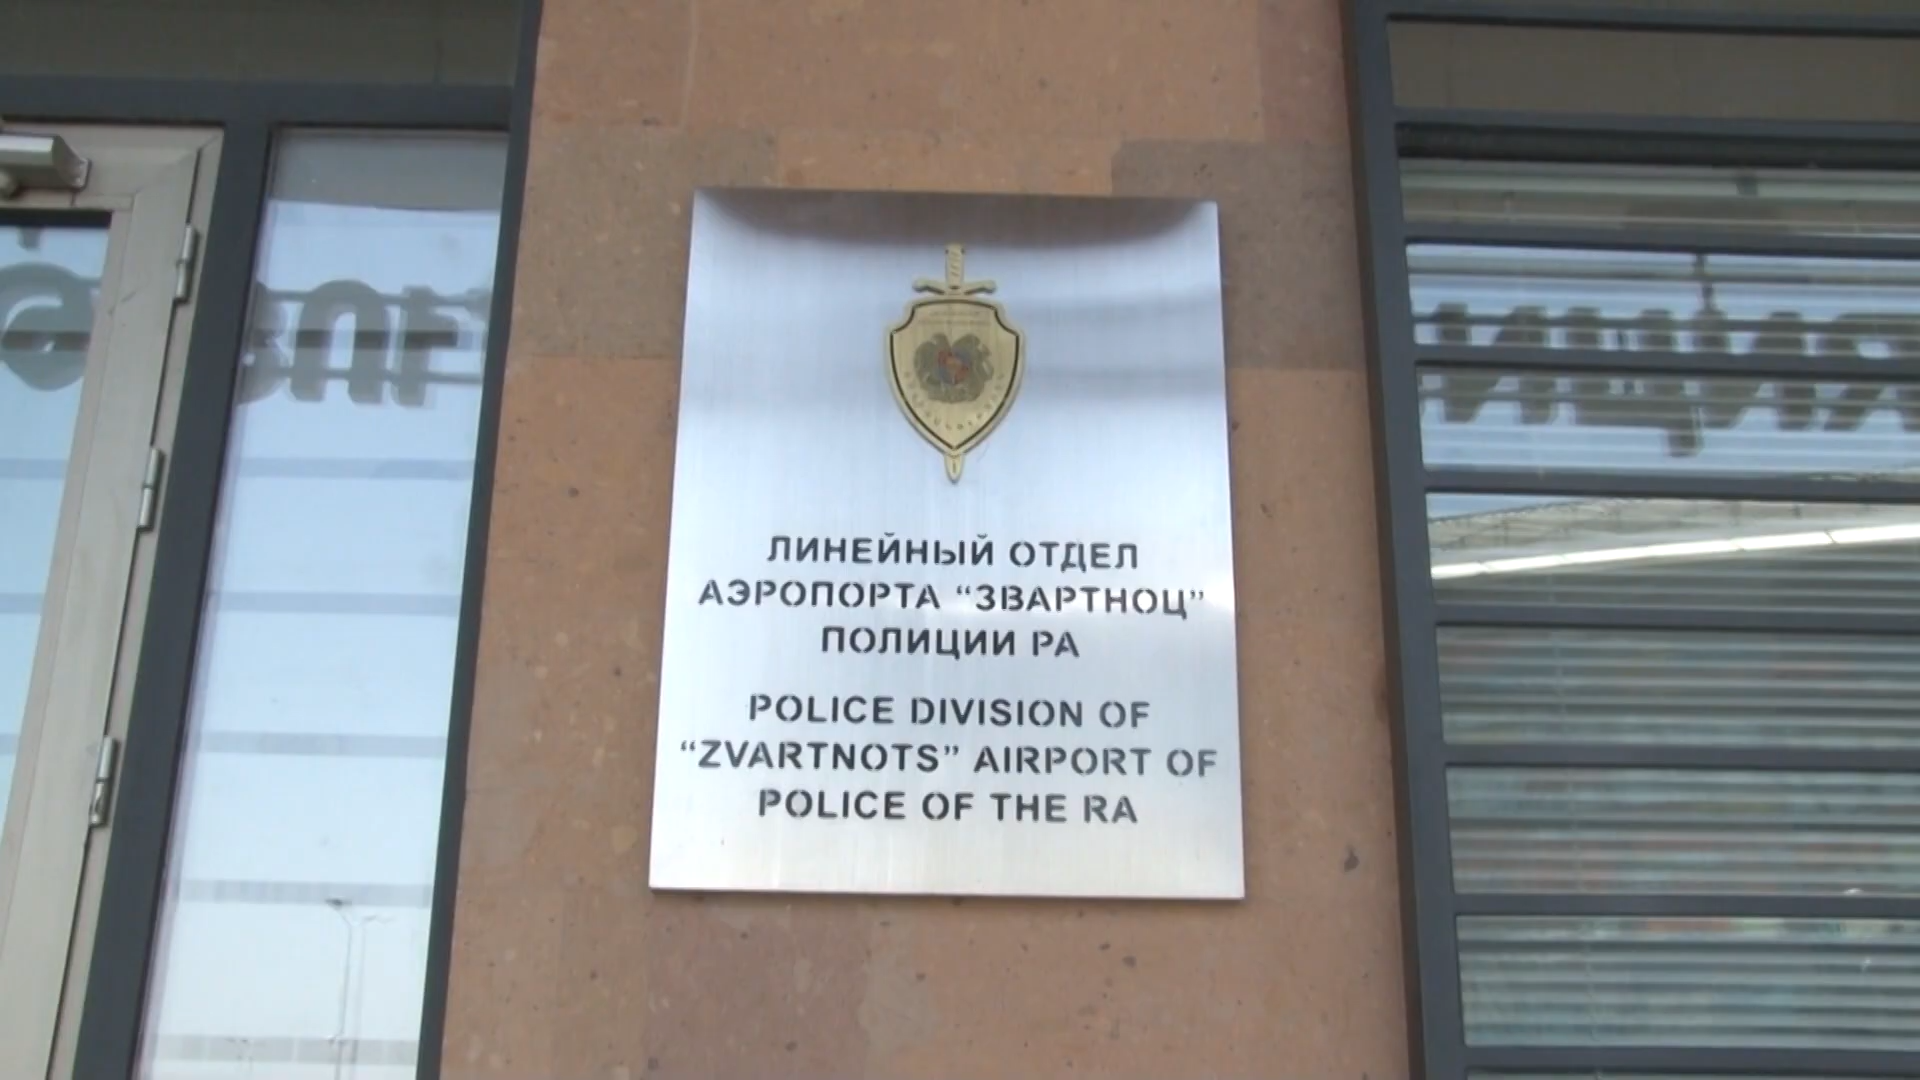 ЛИНЕЙНЫЙ ОТДЕЛ
АЭРОПОРТА “ЗВАРТНОЦ”
ПОЛИЦИИ РА
POLICE DIVISION OF
“ZVARTNOTS” AIRPORT OF
POLICE OF THE RA